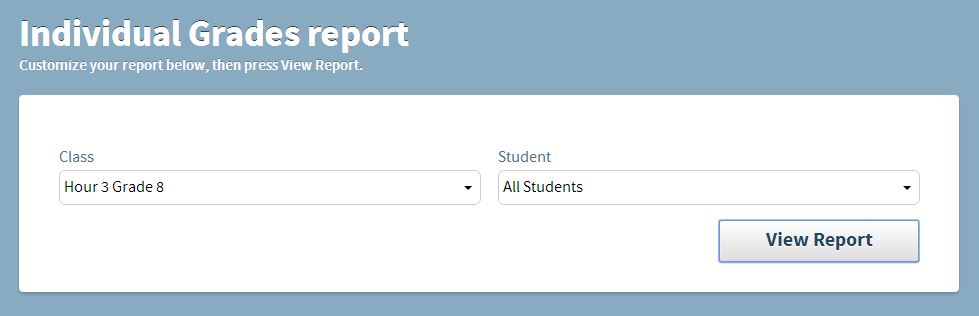 Individual Grades report
Customize your report below, then press View Report.
Class
Student
Hour 3 Grade 8
All Students
View Report